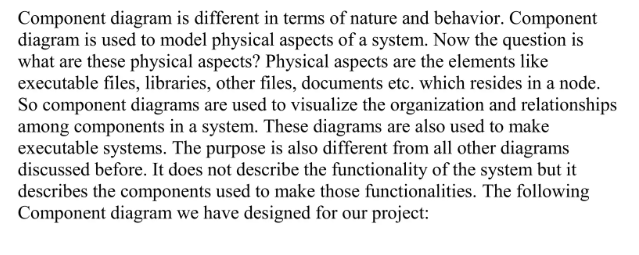 Component diagram is different in terms of nature and behavior. Component
diagram is used to model physical aspects of a system. Now the question is
what are these physical aspects? Physical aspects are the elements like
executable files, libraries, other files, documents etc. which resides in a node.
So component diagrams are used to visualize the organization and relationships
among components in a system. These diagrams are also used to make
executable systems. The purpose is also different from all other diagrams
discussed before. It does not describe the functionality of the system but it
describes the components used to make those functionalities. The following
Component diagram we have designed for our project: